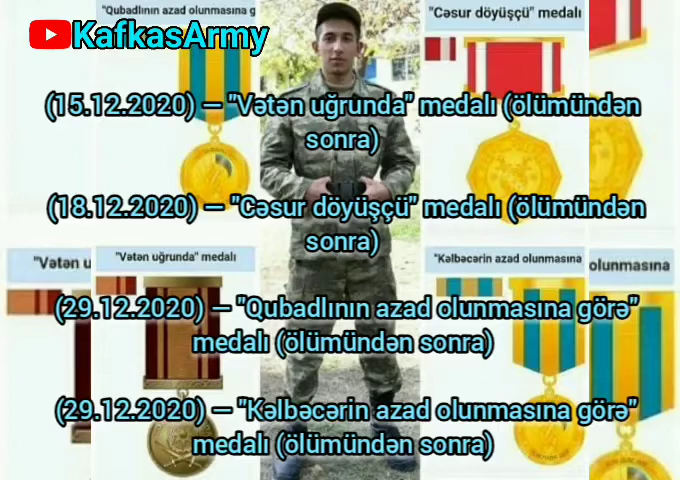 "Qubadlının azad olunmasına g
"Cəsur döyüşçü" medalı
KafkasArmy
(15.12.2020) — "Vətən uğrunda" medalı (ölümündən
sonra)
(18.12.2020) — "Cəsur döyüşçü" medalı (ölümündən
sonra)
"Vətən u
"Vətən uğrunda" medalı
"Kəlbəcərin azad olunmasına
olunmasına
(29.12.2020) — "Qubadlının azad olunmasına görə"
medalı (ölümündən sonra)
(29.12.2020) — "Kəlbəcərin azad olunmasına görə"
medalı (ölümündən sonra)